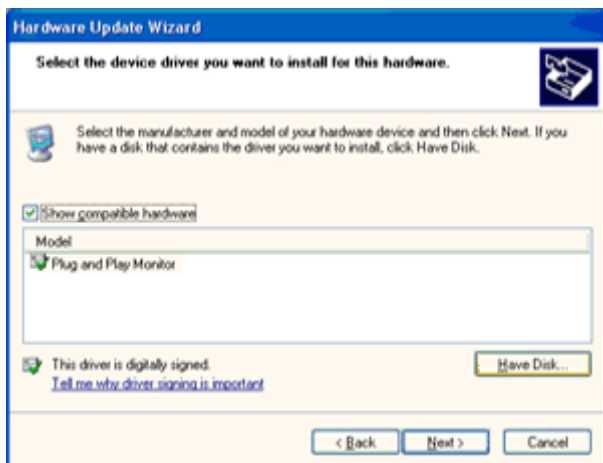 Hardware Update Wizard
Select the device driver you want to install for this hardware.
Select the manufacturer and model of your hardware device and then click Next. If you
have a disk that contains the driver you want to install, click Have Disk.
Show compatible hardware
Model
Plug and Play Monitor
This driver is digitally signed.
Have Disk...
Tell me why driver signing is important
< Back
Next >
Cancel